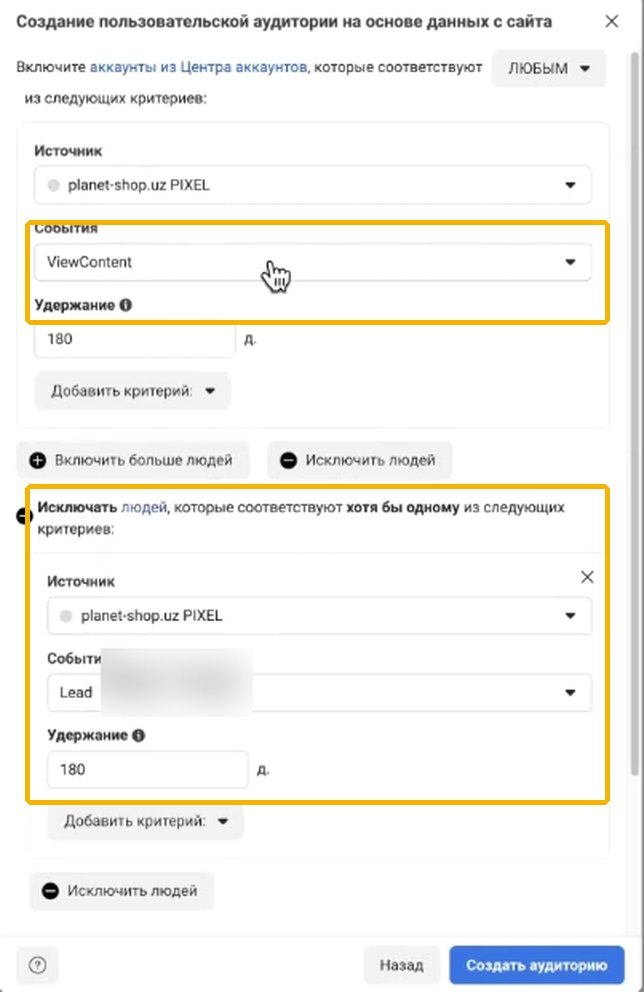 Создание пользовательской аудитории на основе данных с сайта
Включите аккаунты из Центра аккаунтов, которые соответствуют ЛЮБЫМ
из следующих критериев:
Источник
planet-shop.uz PIXEL
События
ViewContent
Удержание
180 д.
Добавить критерий:
Включить больше людей Исключить людей
Исключать людей, которые соответствуют хотя бы одному из следующих
критериев:
Источник
planet-shop.uz PIXEL
Событи
Lead
Удержание
180 д.
Добавить критерий:
Исключить людей
Назад Создать аудиторию